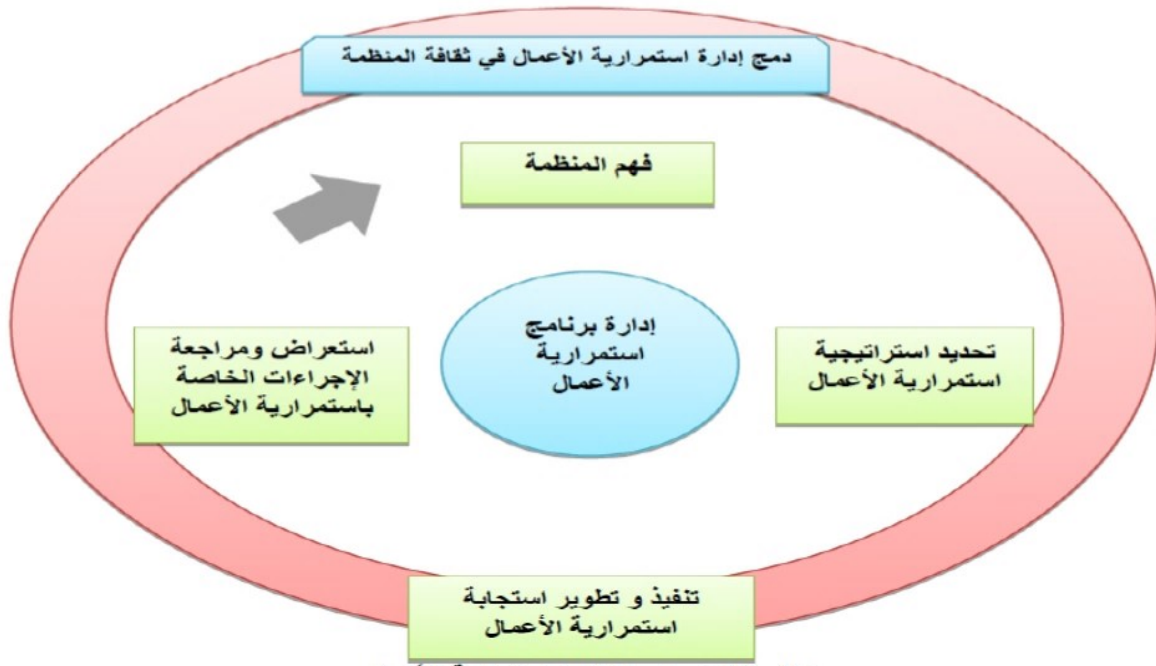 دمج إدارة استمرارية الأعمال في ثقافة المنظمة
فهم المنظمة
إدارة برنامج
استمرارية
الأعمال
تحديد استراتيجية
استمرارية الأعمال
استعراض ومراجعة
الإجراءات الخاصة
باستمرارية الأعمال
تنفيذ و تطوير استجابة
استمرارية الأعمال